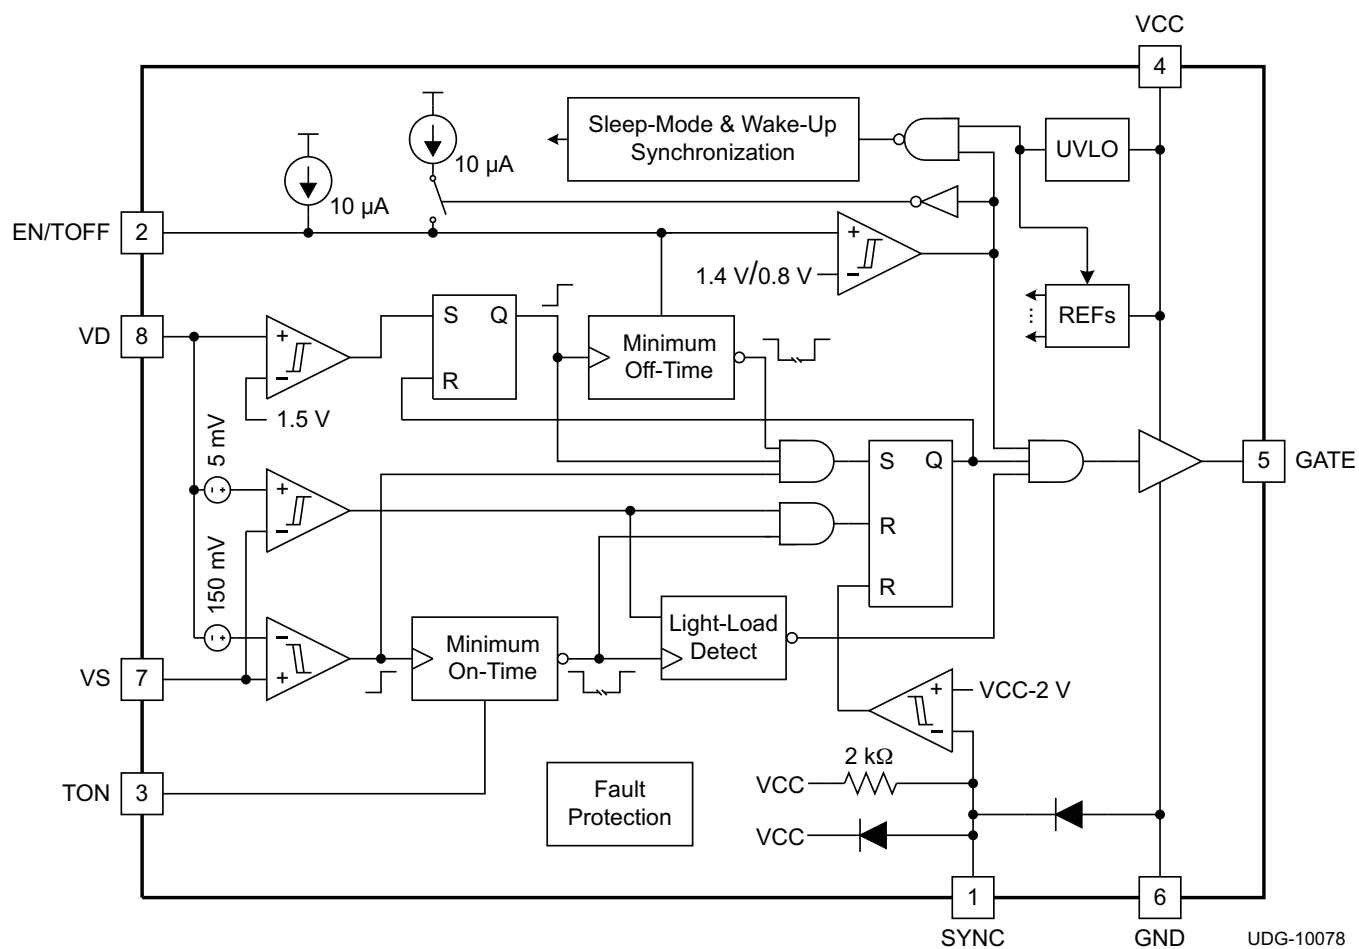 VCC
4
Sleep-Mode & Wake-Up
Synchronization
UVLO
10 µA
10 µA
EN/TOFF
2
+
−
1.4 V/0.8 V
REFs
VD
8
+
−
1.5 V
S
Q
R
Minimum
Off-Time
5 mV
+
−
- +
S
Q
R
R
5
GATE
150 mV
- +
−
+
VS
7
Minimum
On-Time
Light-Load
Detect
+
−
VCC-2 V
TON
3
Fault
Protection
2 kΩ
VCC
VCC
1
6
SYNC
GND
UDG-10078